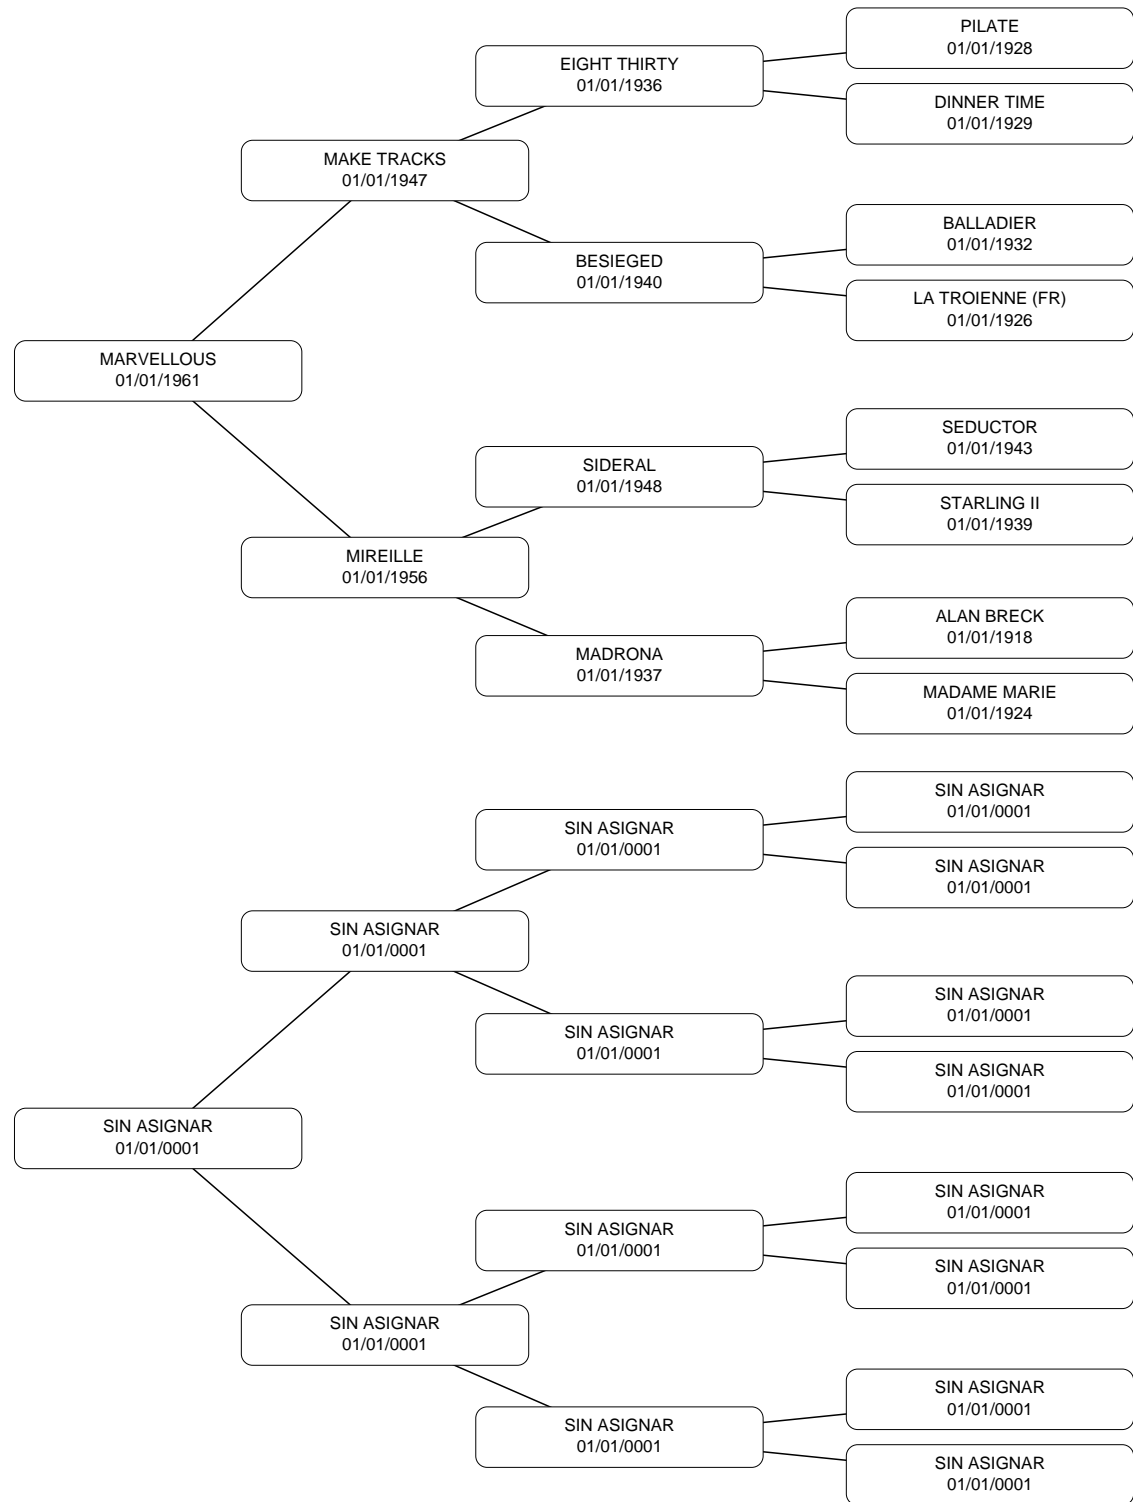 PILATE
01/01/1928
EIGHT THIRTY
01/01/1936
DINNER TIME
01/01/1929
MAKE TRACKS
01/01/1947
BALLADIER
01/01/1932
BESIEGED
01/01/1940
LA TROIENNE (FR)
01/01/1926
MARVELLOUS
01/01/1961
SEDUCTOR
01/01/1943
SIDERAL
01/01/1948
STARLING II
01/01/1939
MIREILLE
01/01/1956
ALAN BRECK
01/01/1918
MADRONA
01/01/1937
MADAME MARIE
01/01/1924
SIN ASIGNAR
01/01/0001
SIN ASIGNAR
01/01/0001
SIN ASIGNAR
01/01/0001
SIN ASIGNAR
01/01/0001
SIN ASIGNAR
01/01/0001
SIN ASIGNAR
01/01/0001
SIN ASIGNAR
01/01/0001
SIN ASIGNAR
01/01/0001
SIN ASIGNAR
01/01/0001
SIN ASIGNAR
01/01/0001
SIN ASIGNAR
01/01/0001
SIN ASIGNAR
01/01/0001
SIN ASIGNAR
01/01/0001
SIN ASIGNAR
01/01/0001
SIN ASIGNAR
01/01/0001